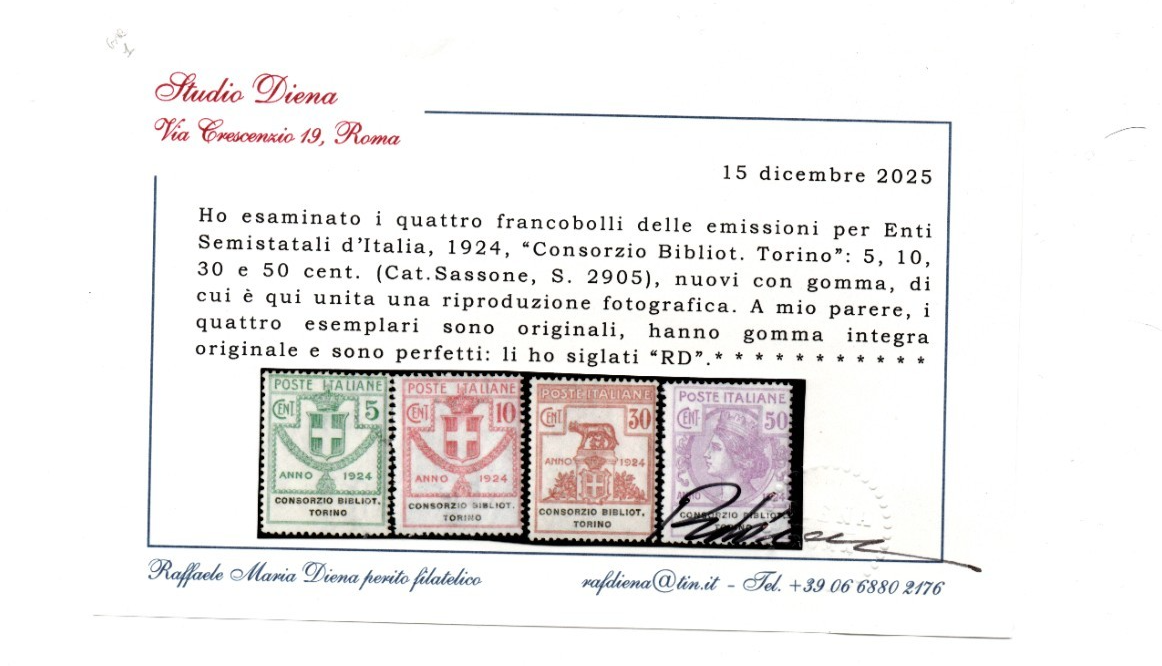 Studio Diena
Via Crescenzio 19, Roma
15 dicembre 2025
Ho esaminato i quattro francobolli delle emissioni per Enti
Semistatali d'Italia, 1924, “Consorzio Bibliot. Torino”: 5, 10,
30 e 50 cent. (Cat.Sassone, S. 2905), nuovi con gomma, di
cui è qui unita una riproduzione fotografica. A mio parere, i
quattro esemplari sono originali, hanno gomma integra
originale e sono perfetti: li ho siglati “RD”.* * * * * * * * * * *
POSTE ITALIANE
CENT 5
ANNO 1924
CONSORZIO BIBLIOT.
TORINO
POSTE ITALIANE
CENT 10
ANNO 1924
CONSORZIO BIBLIOT.
TORINO
POSTE ITALIANE
CENT 30
ANNO 1924
CONSORZIO BIBLIOT.
TORINO
POSTE ITALIANE
CENT 50
CONSORZIO BIBLIOT.
Raffaele Maria Diena perito filatelico
rafdiena@tin.it - Tel. +39 06 6880 2176